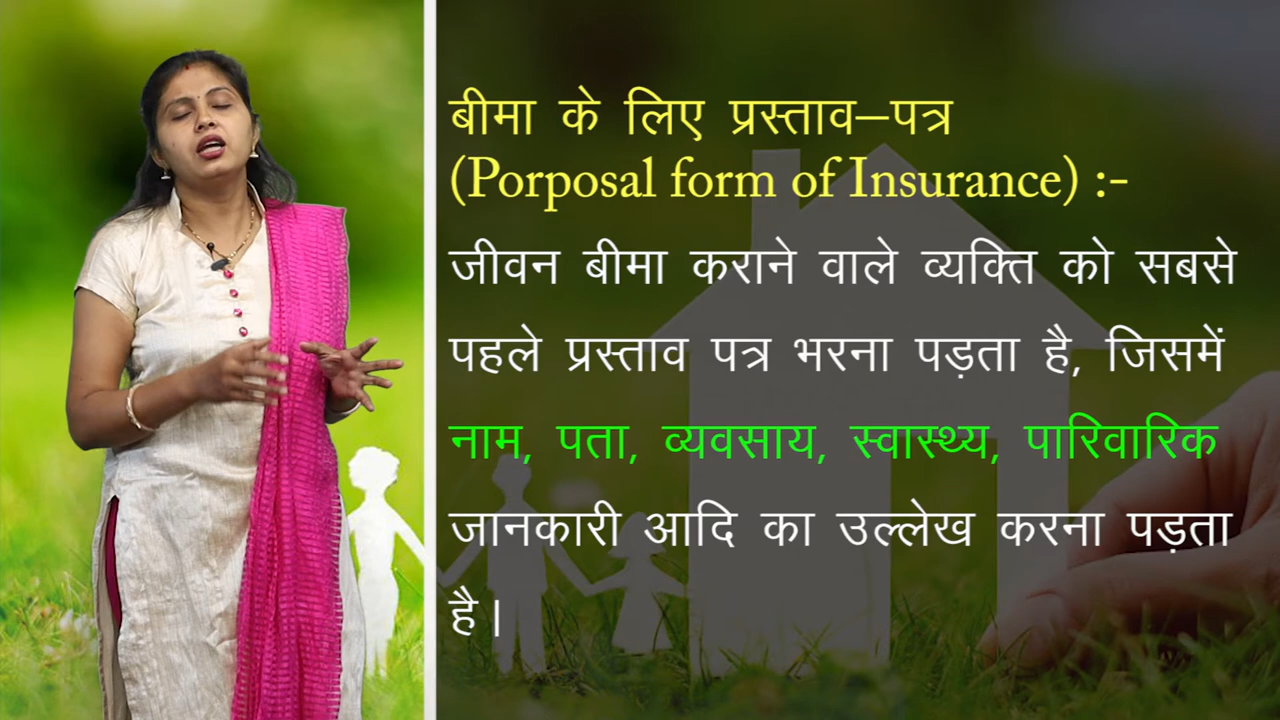 बीमा के लिए प्रस्ताव–पत्र
(Porposal form of Insurance) :-
जीवन बीमा कराने वाले व्यक्ति को सबसे
पहले प्रस्ताव पत्र भरना पड़ता है, जिसमें
नाम, पता, व्यवसाय, स्वास्थ्य, पारिवारिक
जानकारी आदि का उल्लेख करना पड़ता
है।